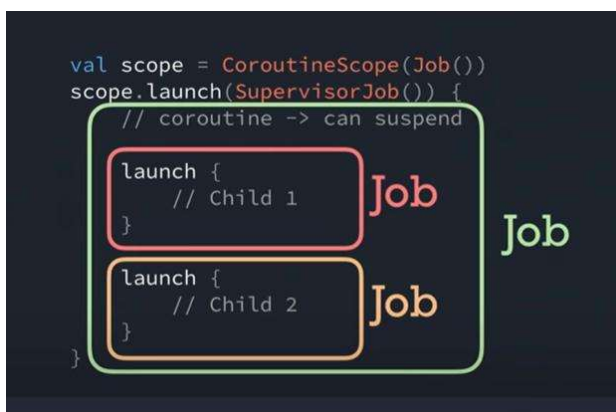 val scope = CoroutineScope(Job())
scope.launch(SupervisorJob()) {
// coroutine -> can suspend
launch {
// Child 1
}
Job
Job
launch {
// Child 2
}
Job
}